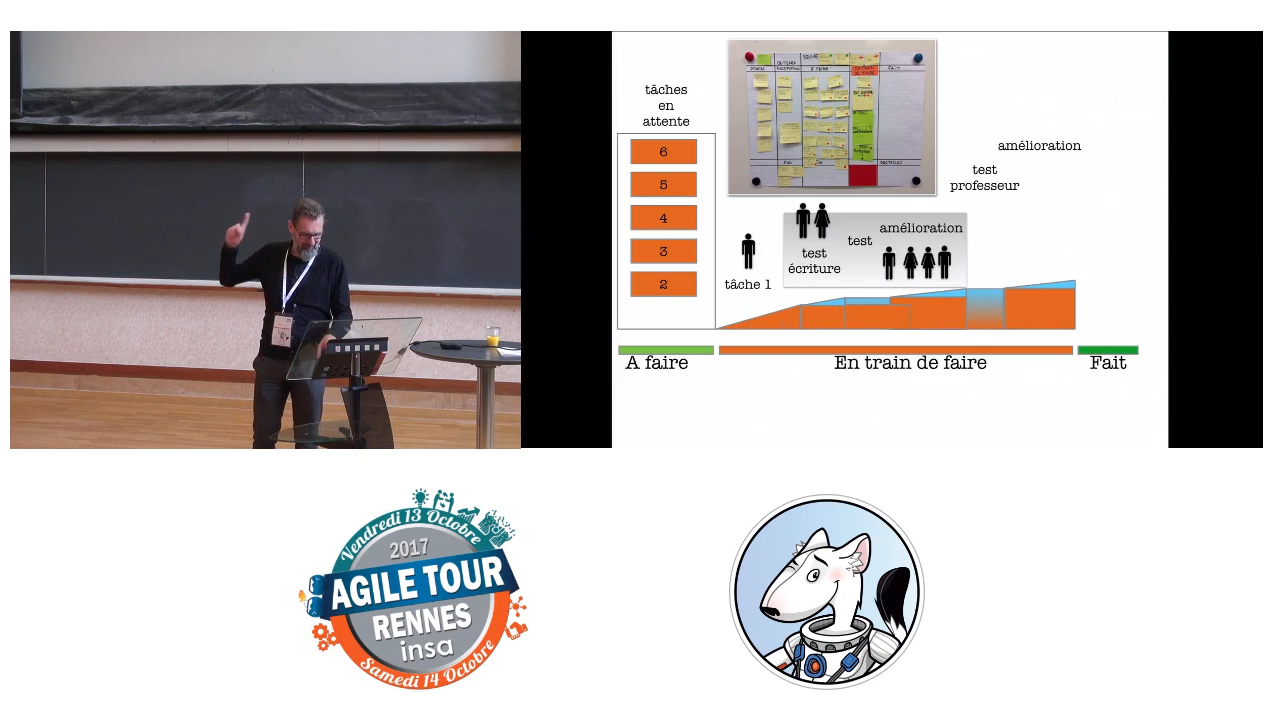 tâches
en
attente
6
5
4
3
2
amélioration
test
professeur
amélioration
test
test
écriture
tâche 1
A faire
En train de faire
Fait
Vendredi 13 Octobre
2017
AGILE TOUR
RENNES
insa
Samedi 14 Octobre